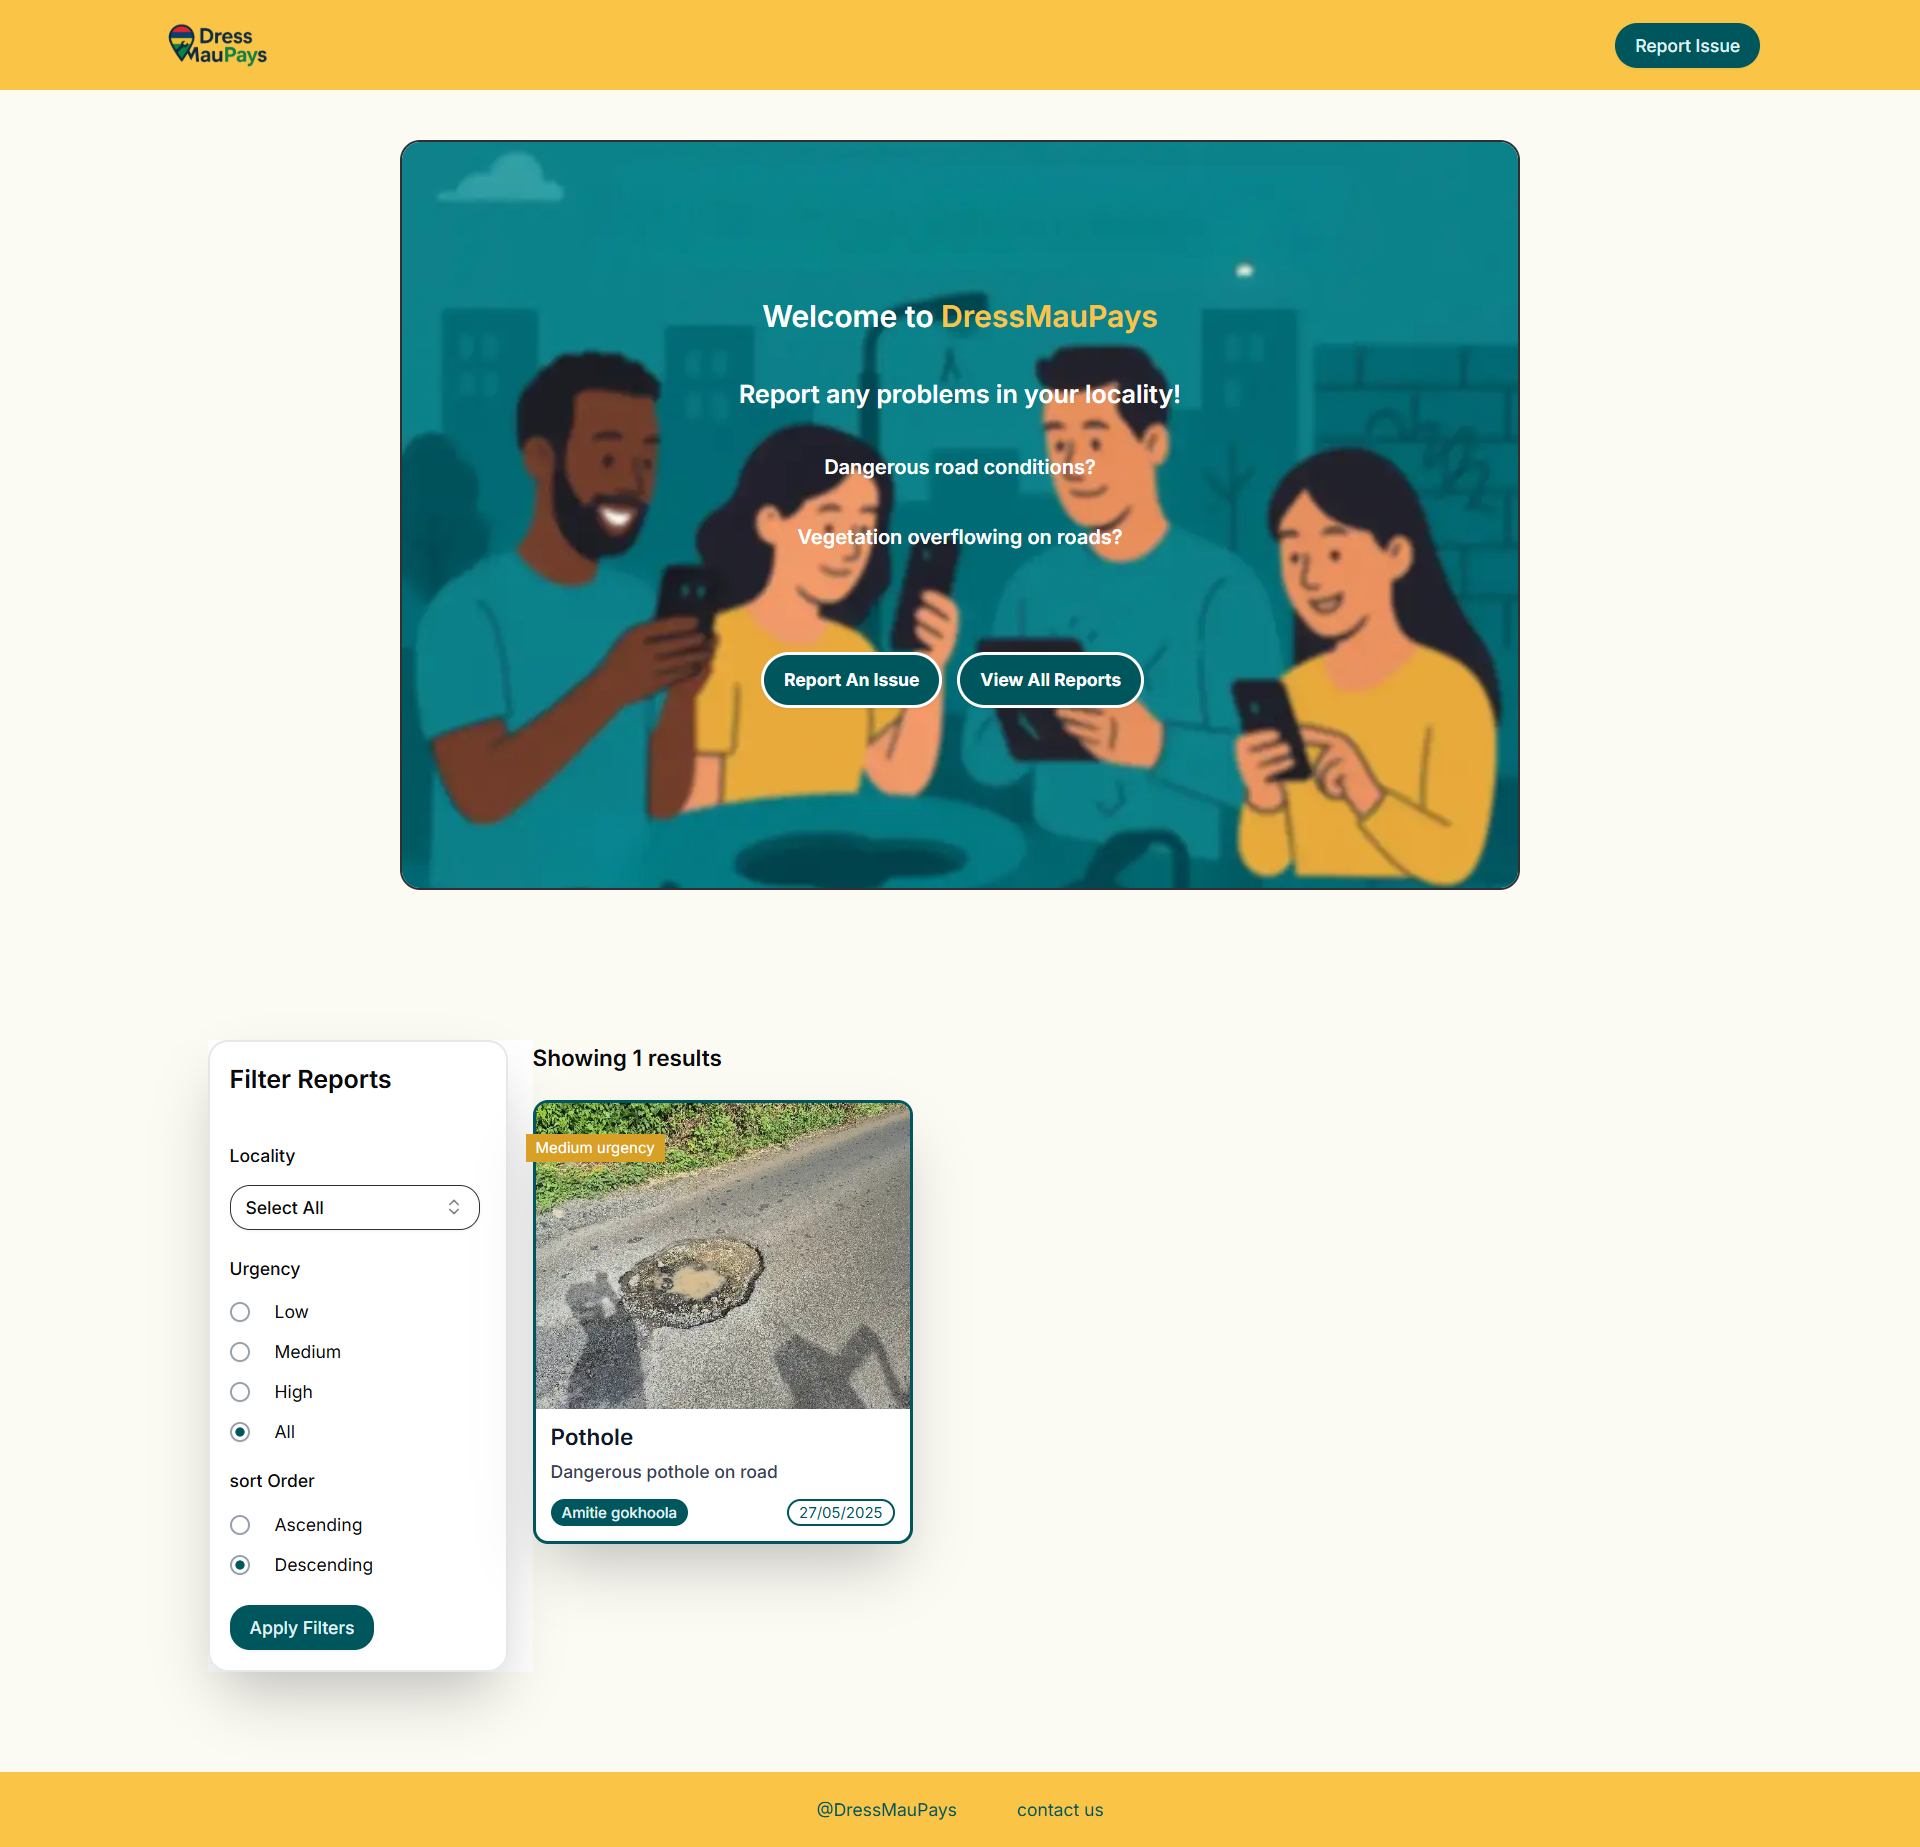 Dress
MauPays
Report Issue
Welcome to DressMauPays
Report any problems in your locality!
Dangerous road conditions?
Vegetation overflowing on roads?
Report An Issue
View All Reports
Filter Reports
Locality
Select All
Urgency
Low
Medium
High
All
sort Order
Ascending
Descending
Apply Filters
Showing 1 results
Medium urgency
Pothole
Dangerous pothole on road
Amitie gokhoola
27/05/2025
@DressMauPays
contact us